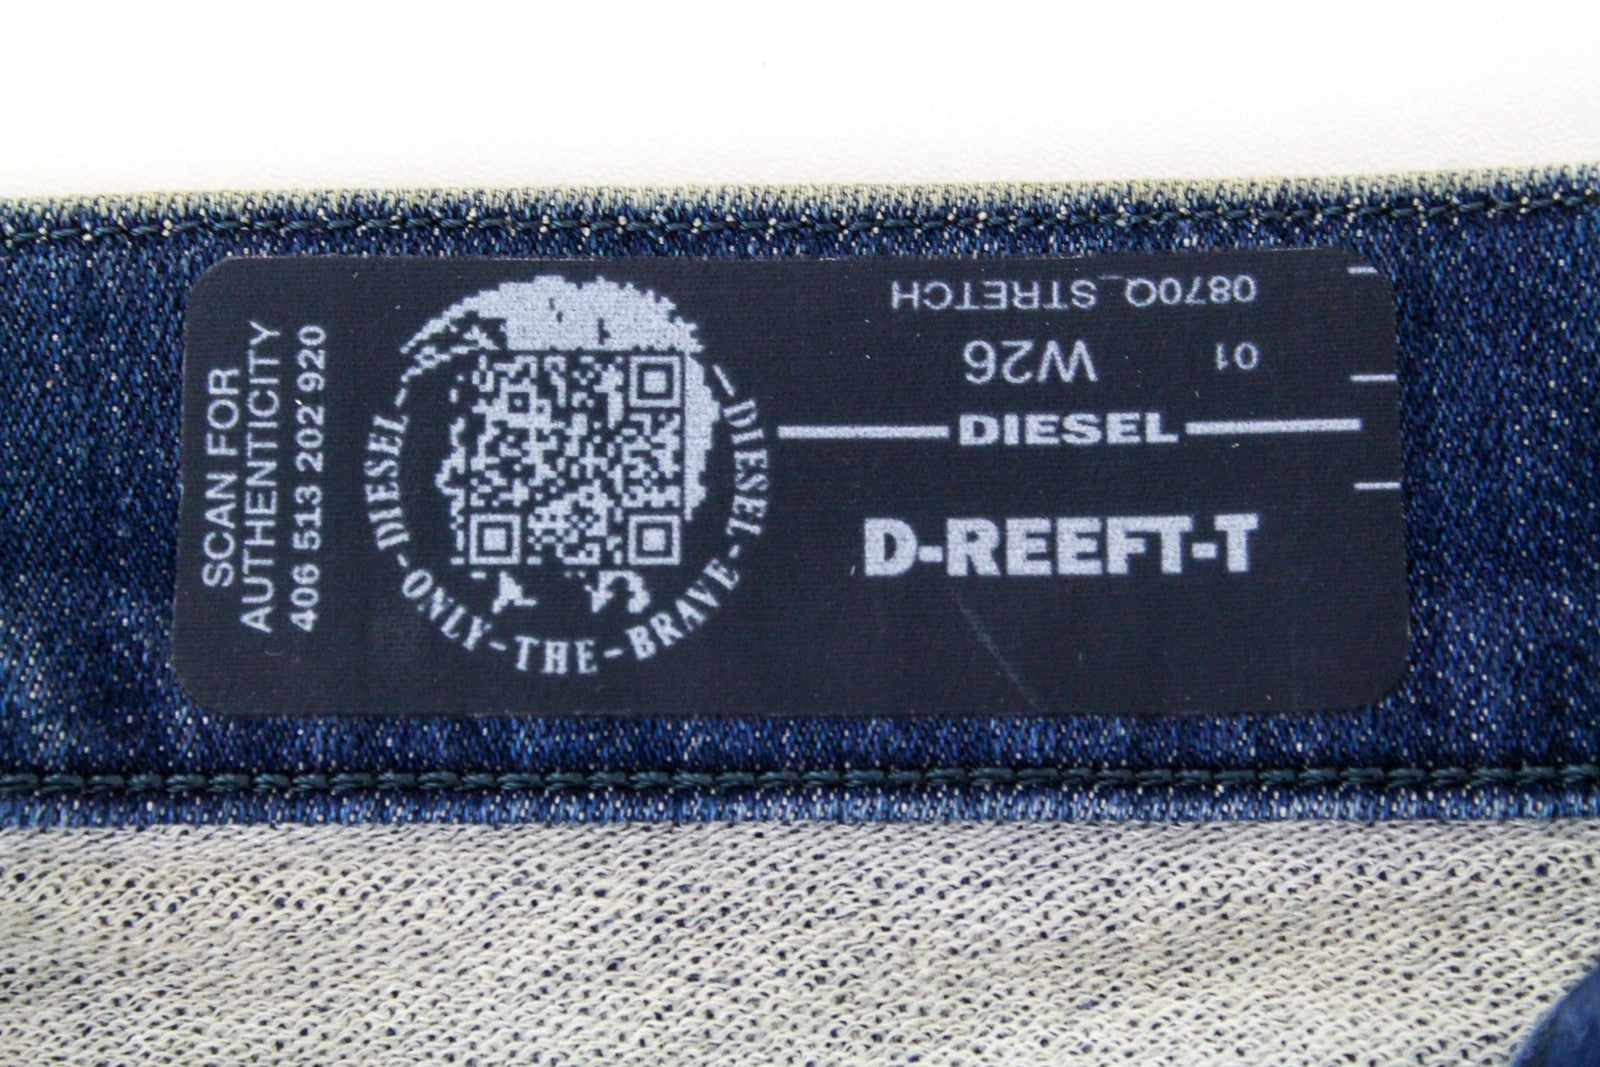 SCAN FOR
AUTHENTICITY
406 513 202 920
DIESEL - ONLY - THE - BRAVE - DIESEL
0870Q_STRETCH
01 W26
DIESEL
D-REEFT-T